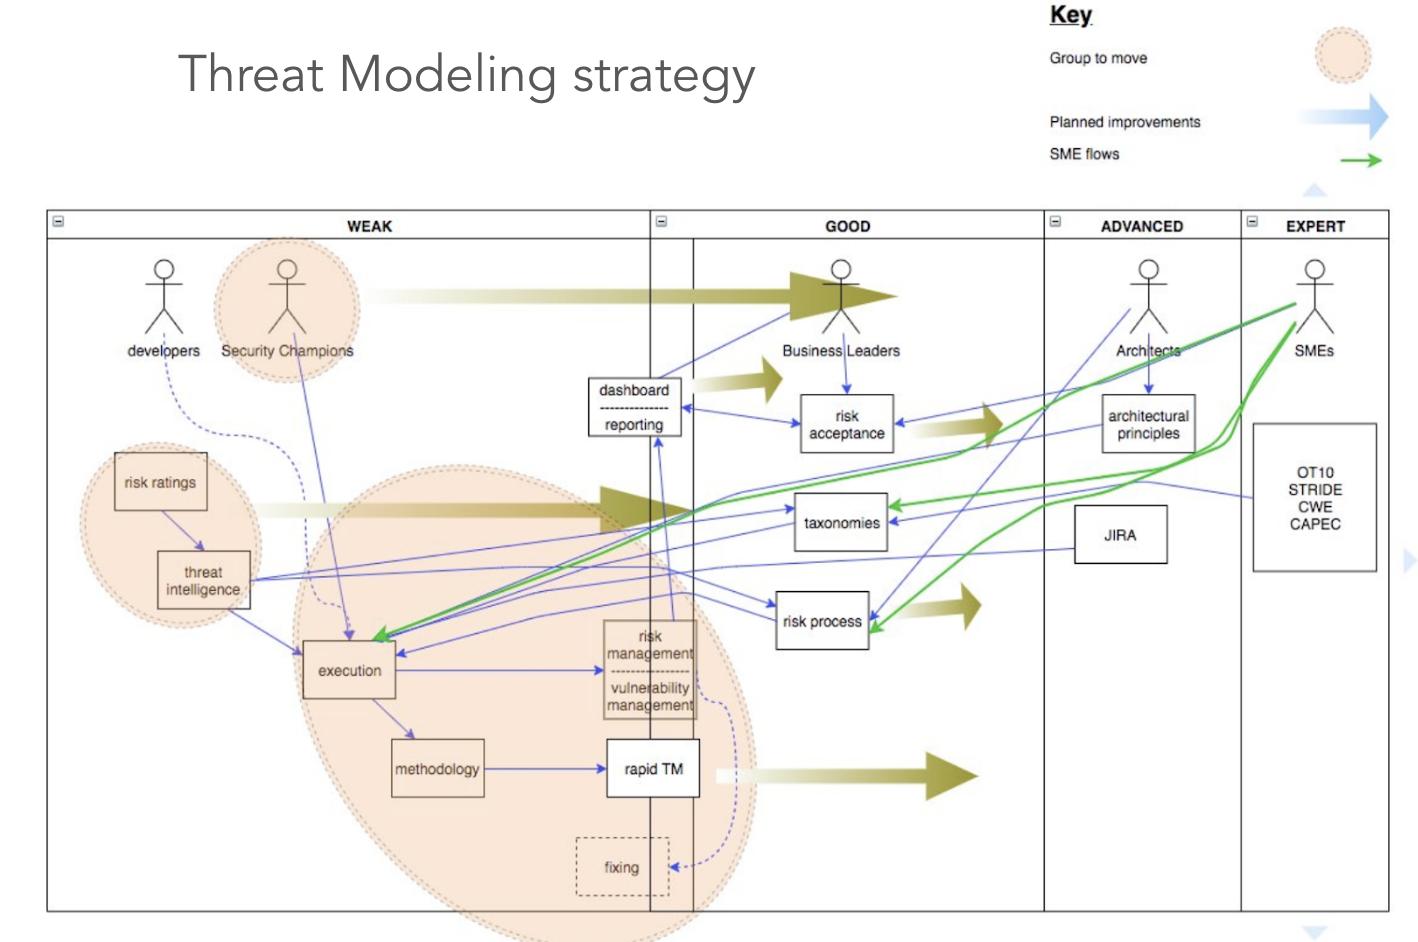 Key
Group to move
Threat Modeling strategy
Planned improvements
SME flows
WEAK
GOOD
ADVANCED
EXPERT
developers
Security Champions
Business Leaders
Architects
SMEs
dashboard
reporting
risk
acceptance
architectural
principles
risk ratings
OT10
STRIDE
CWE
CAPEC
taxonomies
JIRA
threat
intelligence
risk process
execution
risk
management
vulnerability
management
methodology
rapid TM
fixing